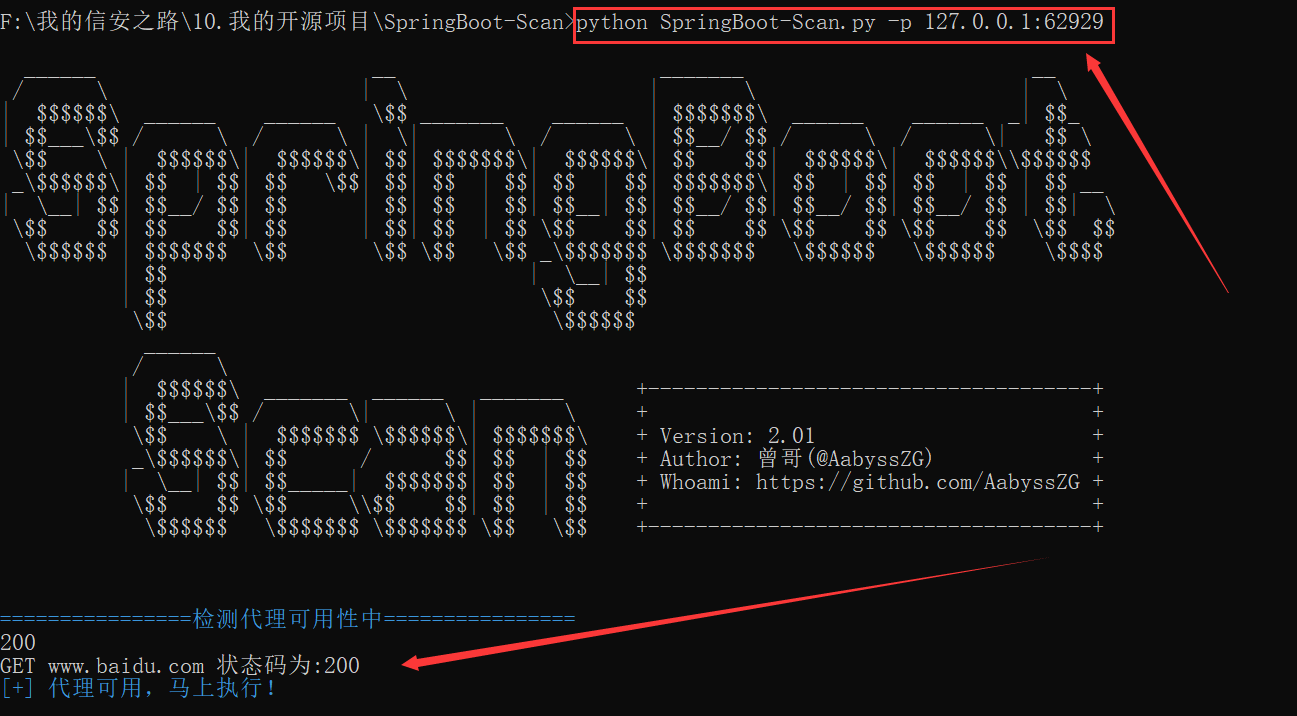 F:\我的信安之路\10.我的开源项目\SpringBoot-Scan>python SpringBoot-Scan.py -p 127.0.0.1:62929
SpringBoot
Scan
Version: 2.01
Author: 曾哥(@AabyssZG)
Whoami: https://github.com/AabyssZG
================检测代理可用性中================
200
GET www.baidu.com 状态码为:200
[+] 代理可用，马上执行！